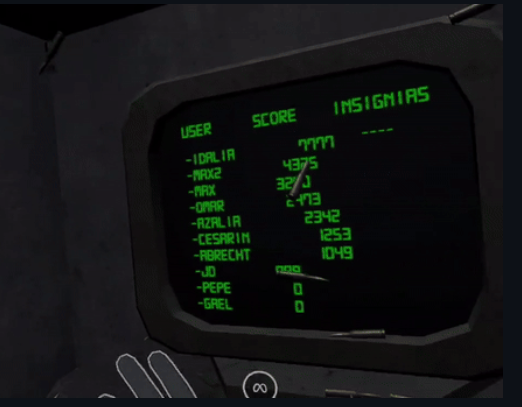 USER SCORE INSIGNIAS
-IDALIA 7777 ----
-MAX2 4375
-MAX
-OMAR
-AZALIA 2342
-CESARIN 1253
-ABRECHT 1049
-JD
-PEPE 0
-GAEL 0